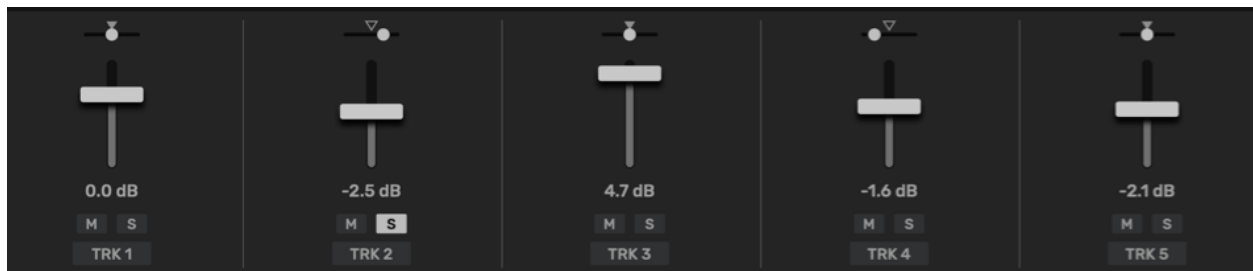 0.0 dB
M S
TRK 1
-2.5 dB
M S
TRK 2
4.7 dB
M S
TRK 3
-1.6 dB
M S
TRK 4
-2.1 dB
M S
TRK 5